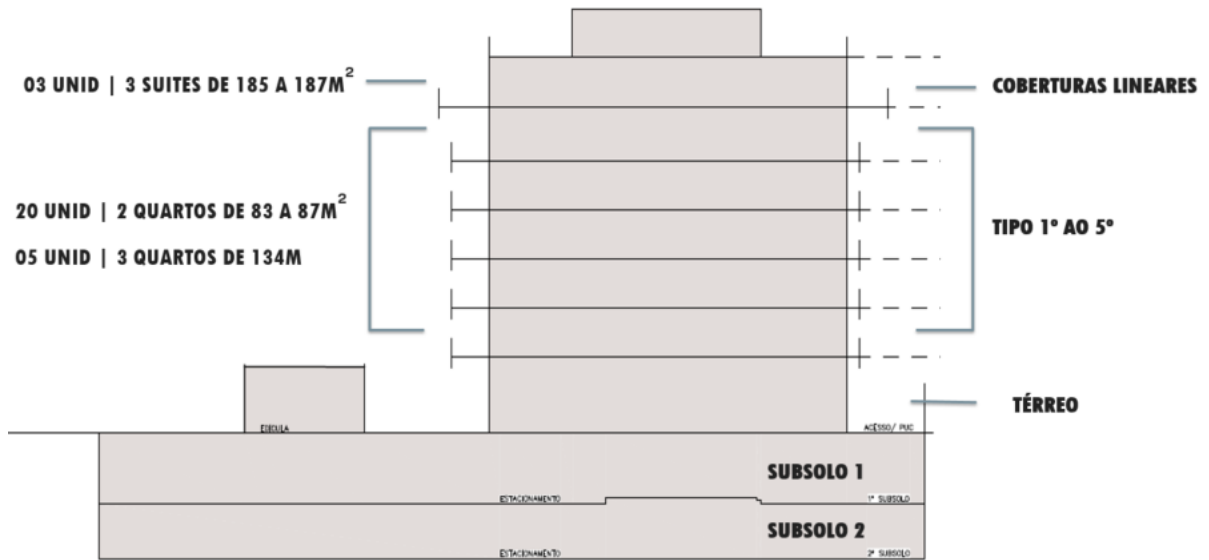 03 UNID | 3 SUITES DE 185 A 187M²
COBERTURAS LINEARES
20 UNID | 2 QUARTOS DE 83 A 87M²
05 UNID | 3 QUARTOS DE 134M
TIPO 1º AO 5º
TÉRREO
EDICULA
ACESSO/ PUC
SUBSOLO 1
ESTACIONAMENTO
1º SUBSOLO
SUBSOLO 2
ESTACIONAMENTO
2º SUBSOLO